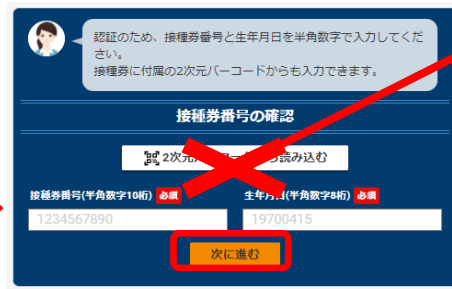 認証のため、接種券番号と生年月日を半角数字で入力してくだ
さい。
接種券に付属の2次元バーコードからも入力できます。
接種券番号の確認
2次元 ら読み込む
接種券番号(半角数字10桁) 必須
生年月日(半角数字8桁) 必須
1234567890
19700415
次に進む